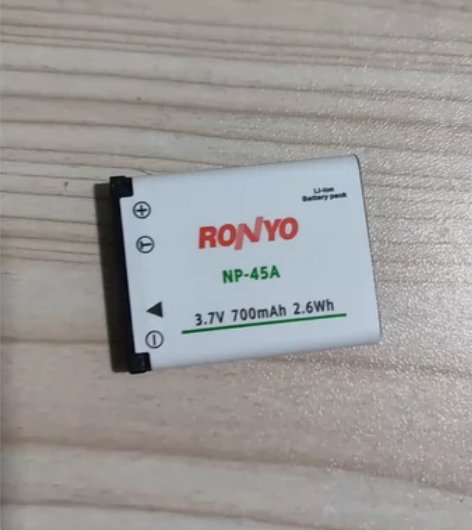 Li-ion
Battery pack
RONYO
NP-45A
3.7V 700mAh 2.6Wh
T